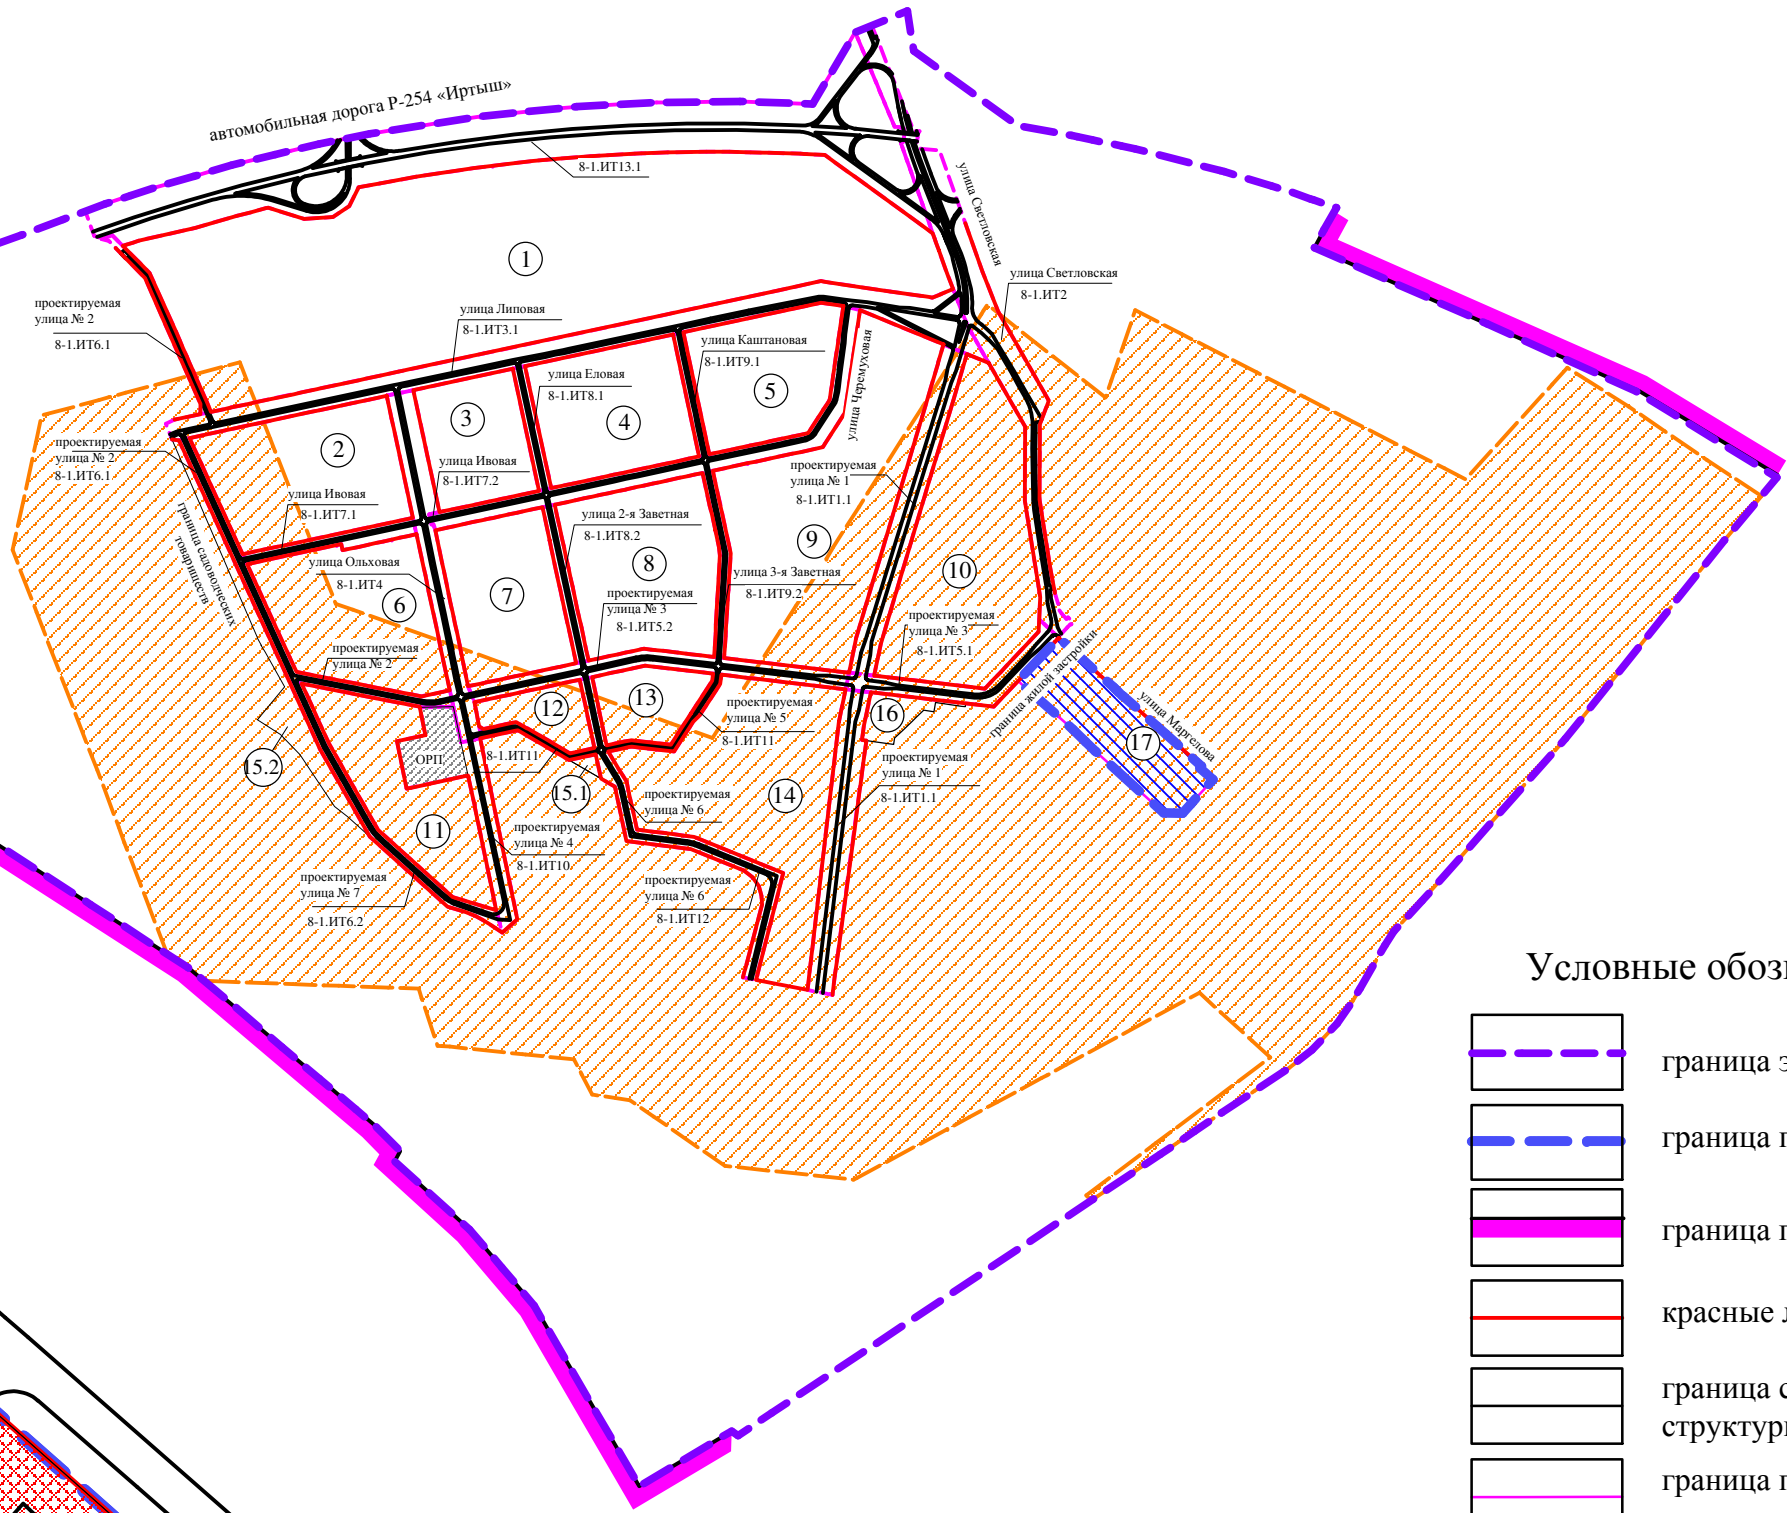 автомобильная дорога Р-254 «Иртыш»
8-1.ИТ13.1
улица Светловская
1
улица Светловская
8-1.ИТ2
проектируемая
улица № 2
8-1.ИТ6.1
улица Липовая
8-1.ИТ3.1
улица Каштановая
8-1.ИТ9.1
улица Еловая
8-1.ИТ8.1
5
улица Черемуховая
3
4
2
проектируемая
улица № 2
8-1.ИТ6.1
улица Ивовая
8-1.ИТ7.2
проектируемая
улица № 1
8-1.ИТ1.1
улица Ивовая
8-1.ИТ7.1
граница садоводческих
товариществ
улица 2-я Заветная
8-1.ИТ8.2
9
улица Ольховая
8-1.ИТ4
8
10
улица 3-я Заветная
8-1.ИТ9.2
6
7
проектируемая
улица № 3
8-1.ИТ5.2
проектируемая
улица № 3
8-1.ИТ5.1
проектируемая
улица № 2
граница жилой застройки
улица Маргелова
13
12
проектируемая
улица № 5
8-1.ИТ11
16
17
15.2
ОРП
8-1.ИТ11
проектируемая
улица № 1
8-1.ИТ1.1
15.1
проектируемая
улица № 6
14
11
проектируемая
улица № 4
8-1.ИТ10
проектируемая
улица № 7
8-1.ИТ6.2
проектируемая
улица № 6
8-1.ИТ12
Условные обозн
граница э
граница п
граница п
красные л
граница с
структурн
граница п